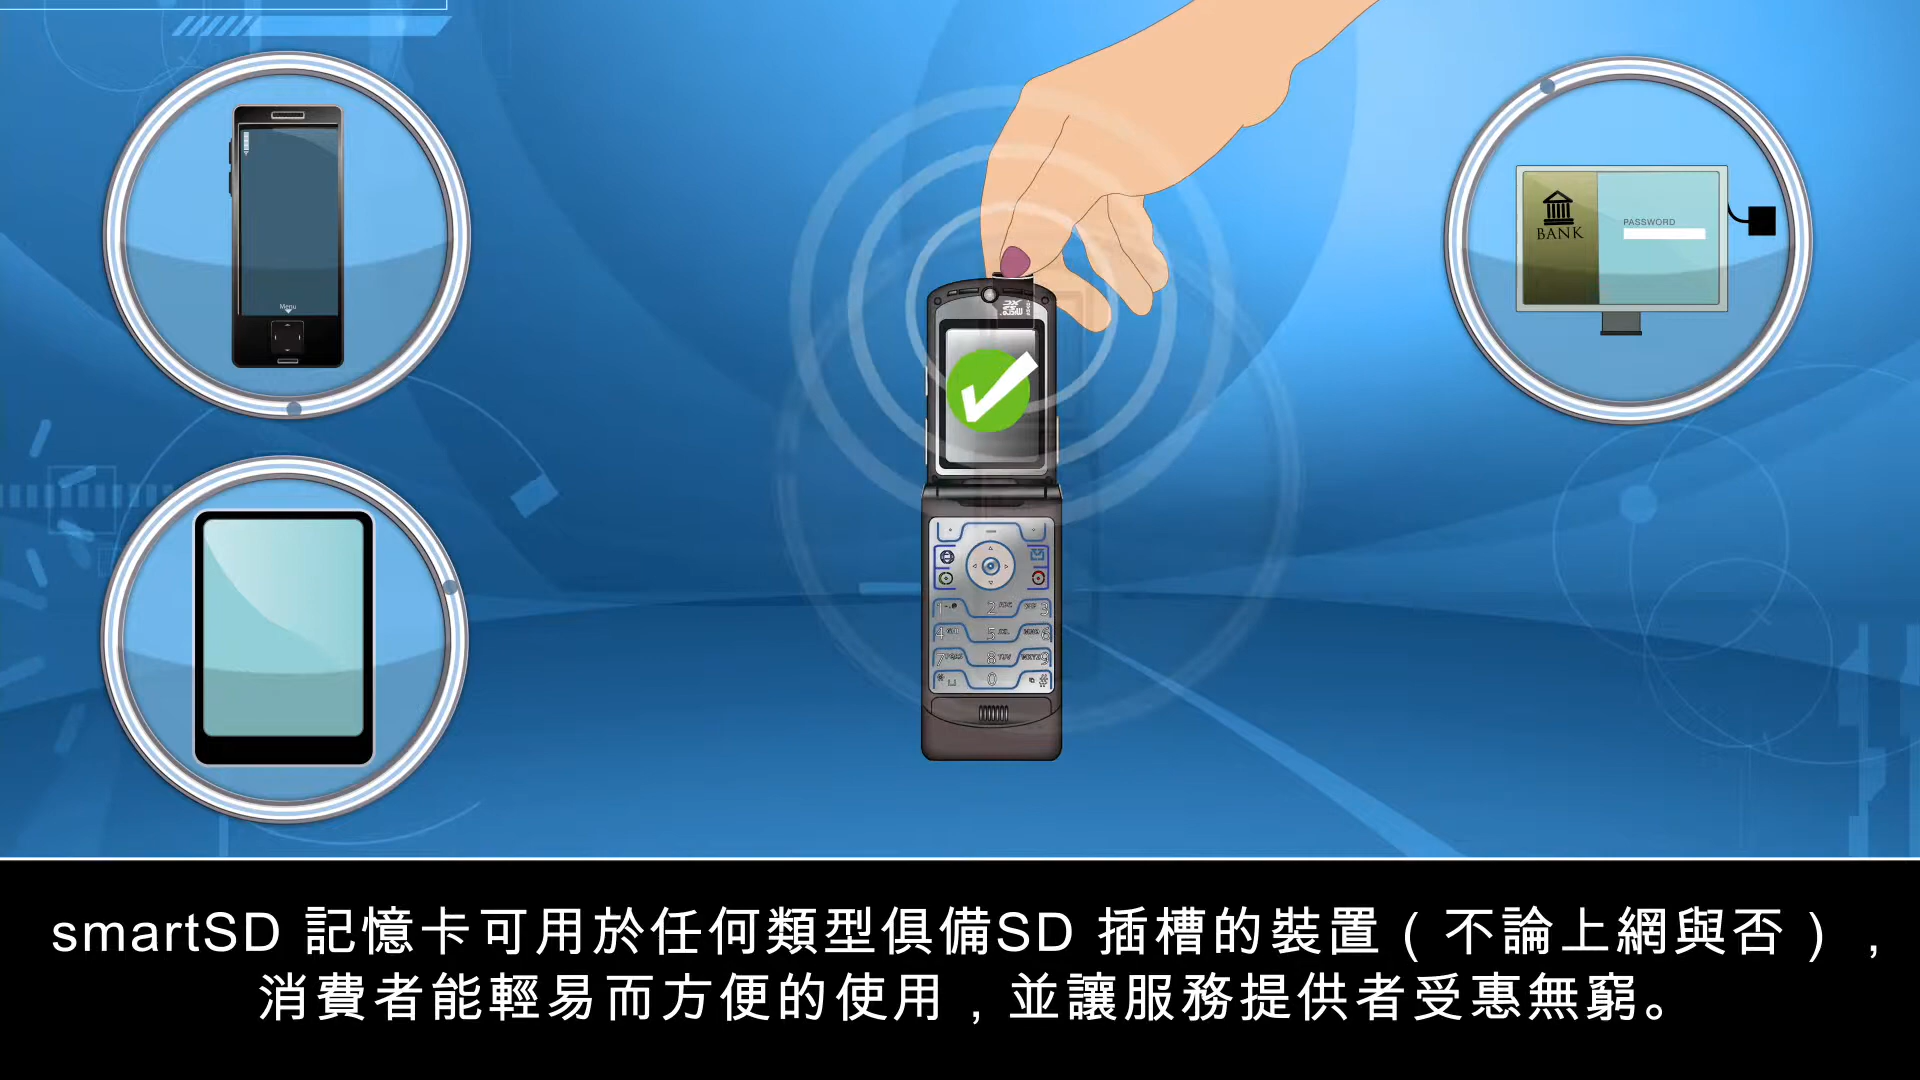 Menu
BANK
PASSWORD
smartSD 記憶卡可用於任何類型俱備SD 插槽的裝置（不論上網與否），
消費者能輕易而方便的使用，並讓服務提供者受惠無窮。